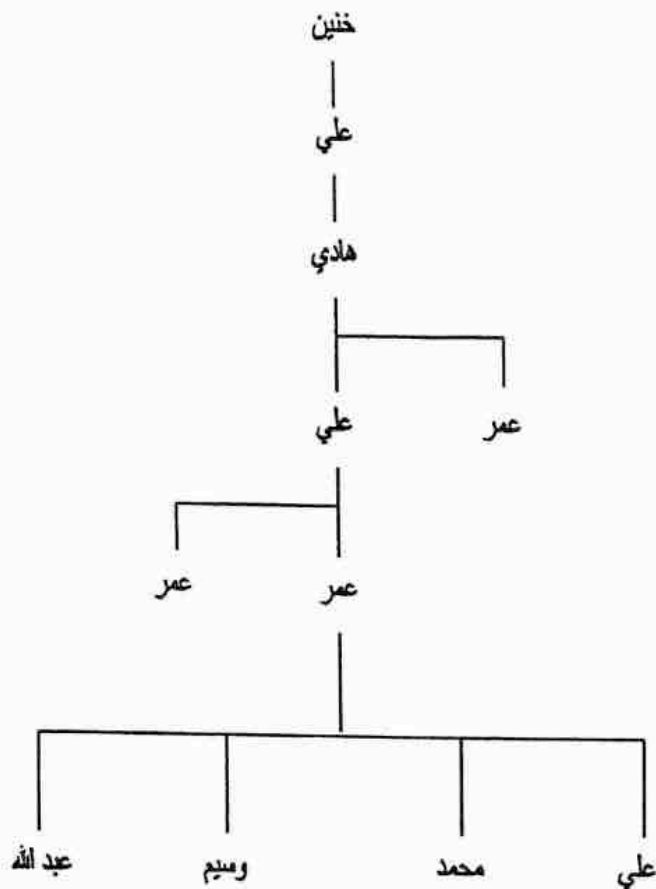 خنين
علي
هادي
علي عمر
عمر عمر
علي محمد وسيم عبد الله